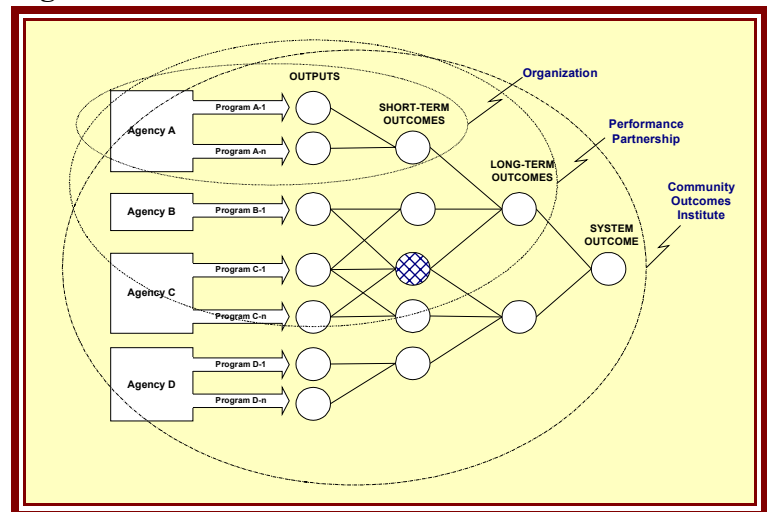 OUTPUTS
Organization
SHORT-TERM
OUTCOMES
Performance
Partnership
LONG-TERM
OUTCOMES
Community
Outcomes
Institute
SYSTEM
OUTCOME
Agency A
Program A-1
Program A-n
Agency B
Program B-1
Agency C
Program C-1
Program C-n
Agency D
Program D-1
Program D-n